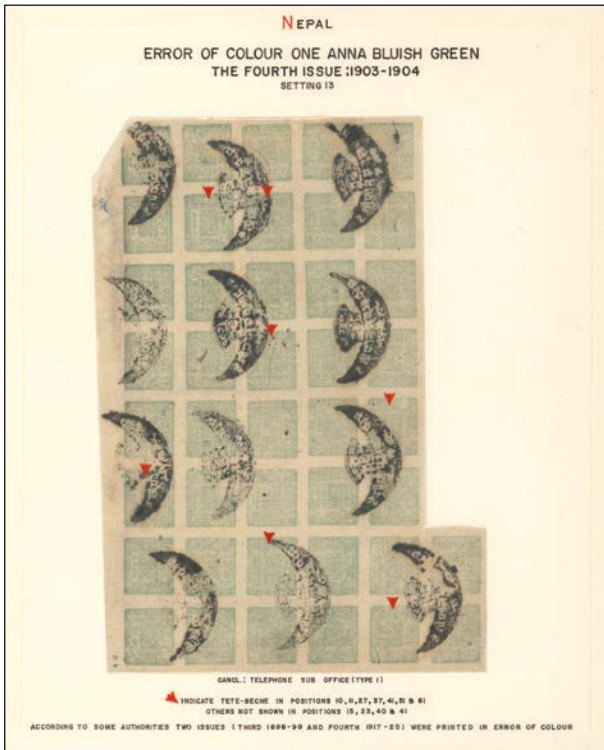 NEPAL
ERROR OF COLOUR ONE ANNA BLUISH GREEN
THE FOURTH ISSUE:1903-1904
SETTING 13
CANCL.: TELEPHONE SUB OFFICE (TYPE 1)
INDICATE TETE-BECHE IN POSITIONS 10,11,27,37,41,51 & 61
OTHERS NOT SHOWN IN POSITIONS 15, 23, 40 & 41
ACCORDING TO SOME AUTHORITIES TWO ISSUES (THIRD 1898-99 AND FOURTH 1917-25) WERE PRINTED IN ERROR OF COLOUR